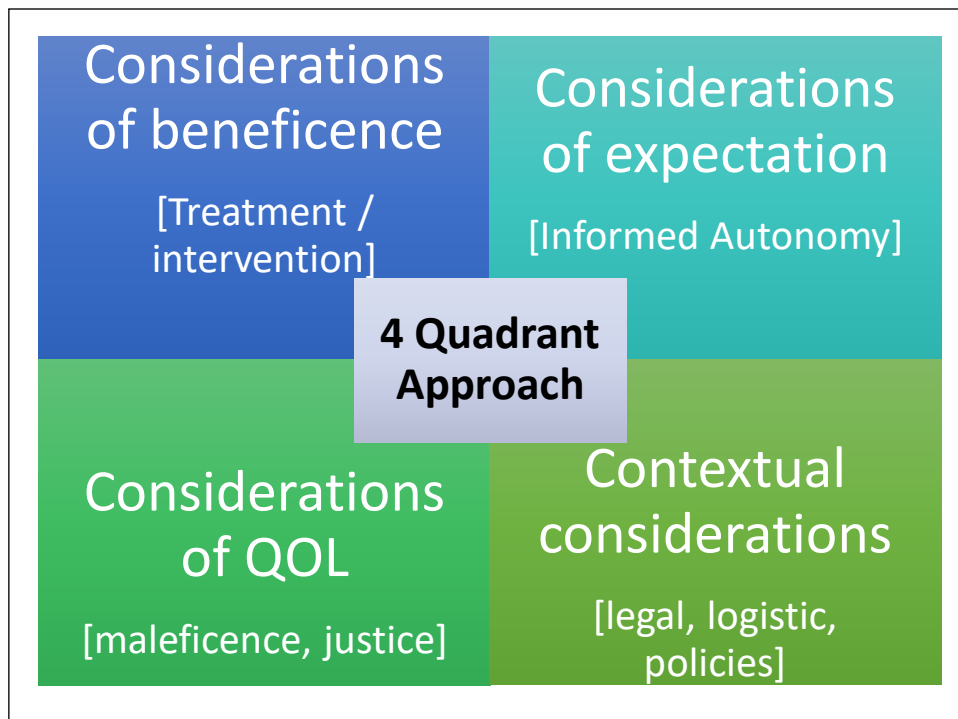 Considerations
of beneficence
[Treatment /
intervention]
Considerations
of expectation
[Informed Autonomy]
4 Quadrant
Approach
Considerations
of QOL
[maleficence, justice]
Contextual
considerations
[legal, logistic,
policies]